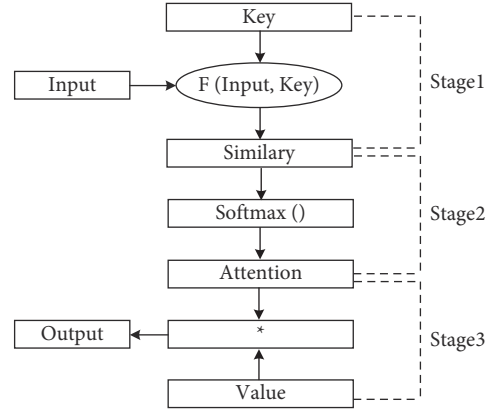 Key
Input
F (Input, Key)
Stage1
Similary
Softmax ()
Stage2
Attention
Output
*
Stage3
Value